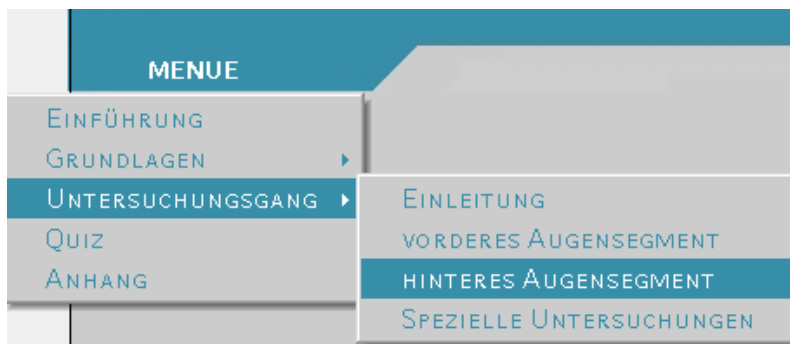 MENUE
EINFÜHRUNG
GRUNDLAGEN
UNTERSUCHUNGSGANG
QUIZ
ANHANG
EINLEITUNG
VORDERES AUGENSEGMENT
HINTERES AUGENSEGMENT
SPEZIELLE UNTERSUCHUNGEN